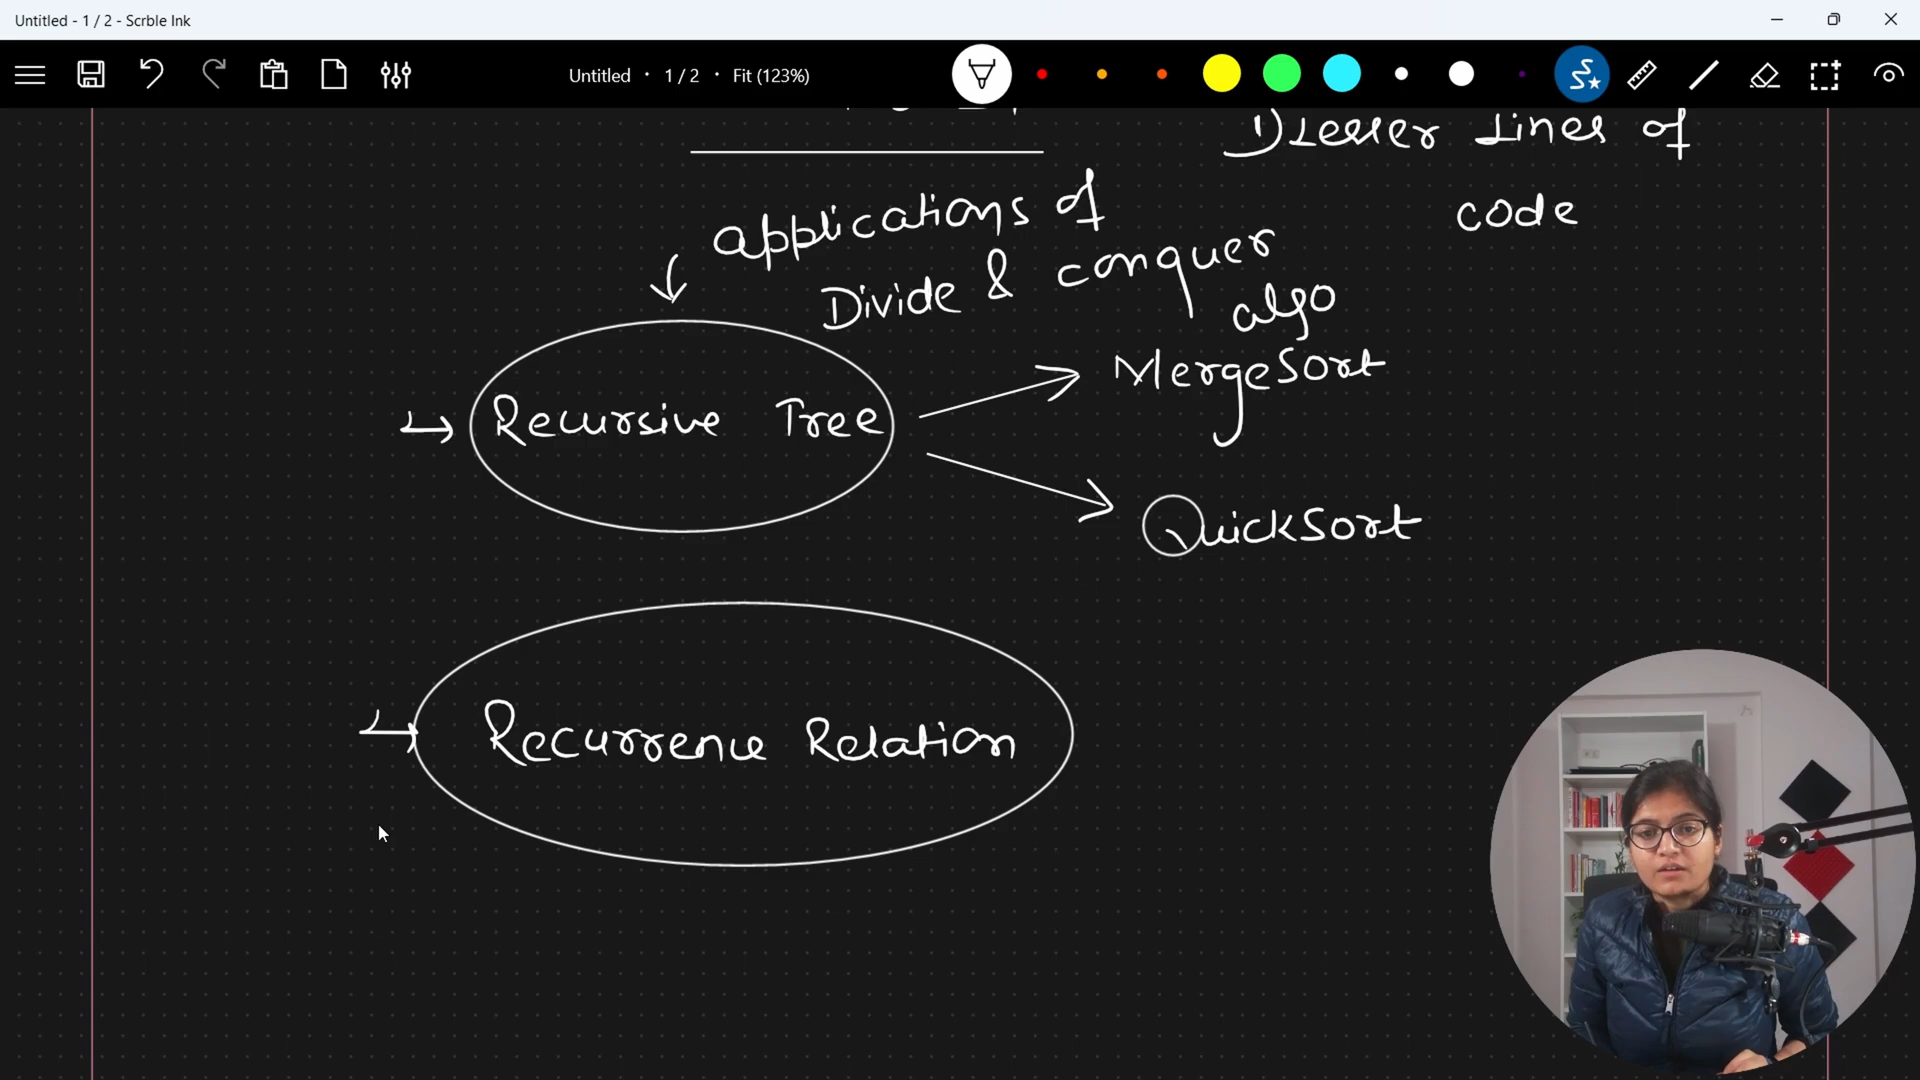 Untitled - 1 / 2 - Scrble Ink
Untitled • 1 / 2 • Fit (123%)
1) Lesser Lines of
code
applications of
Divide & conquer
algo
Recursive Tree
MergeSort
QuickSort
Recurrence Relation